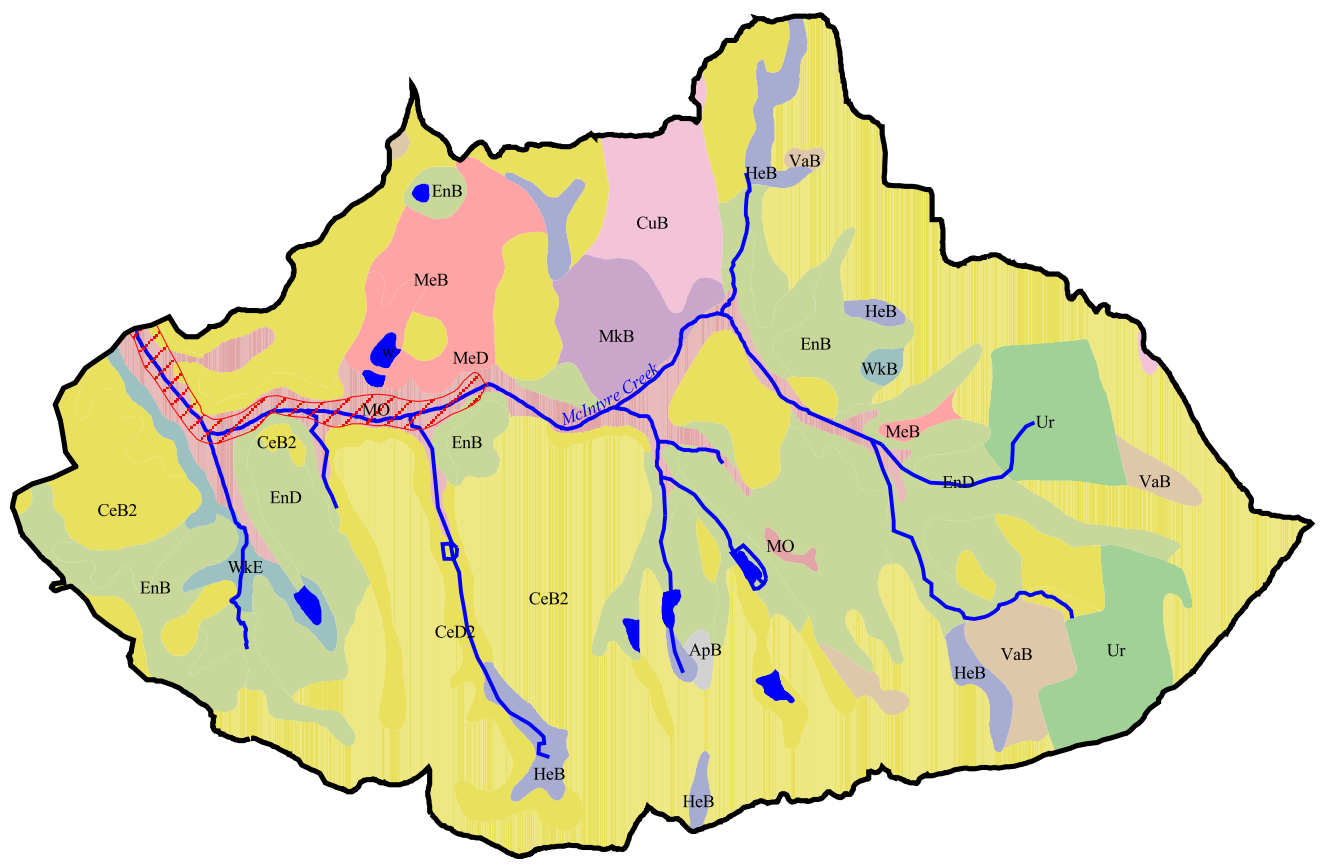 VaB
HeB
EnB
CuB
MeB
HeB
MkB
EnB
w
MeD
WkB
McIntyre Creek
MO
Ur
MeB
CeB2
EnB
EnD
VaB
EnD
CeB2
MO
WkE
EnB
CeB2
CeD2
ApB
VaB
Ur
HeB
HeB
HeB